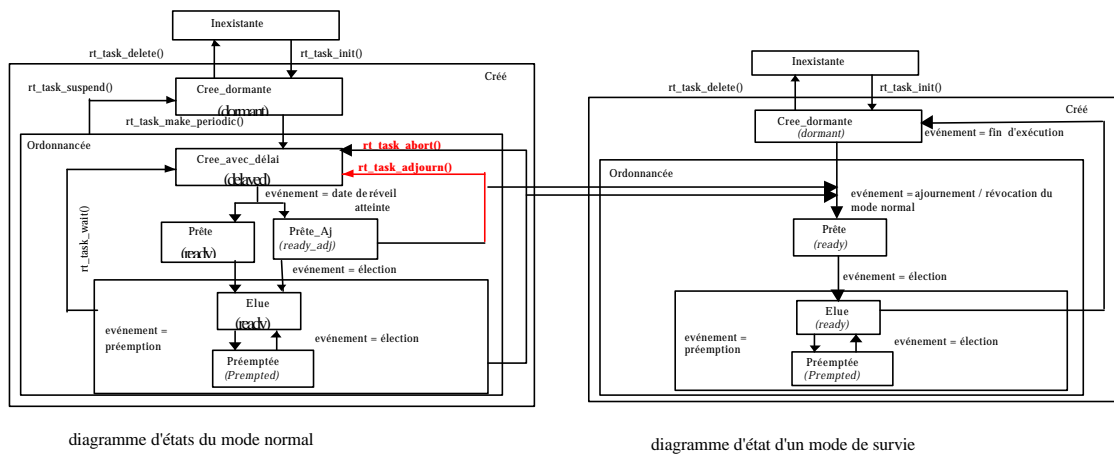 Inexistante
rt_task_delete()
rt_task_init()
Créé
rt_task_suspend()
Cree_dormante
(dormant)
rt_task_make_periodic()
Ordonnancée
rt_task_abort()
Cree_avec_délai
rt_task_adjourn()
(delayed)
evénement = date de réveil
atteinte
rt_task_wait()
Prête
(ready)
Prête_Aj
(ready_adj)
evénement = élection
Elue
(ready)
evénement =
préemption
evénement = élection
Préemptée
(Prempted)
diagramme d'états du mode normal
Inexistante
rt_task_delete()
rt_task_init()
Créé
Cree_dormante
(dormant)
evénement = fin d'exécution
Ordonnancée
evénement = ajournement / révocation du
mode normal
Prête
(ready)
evénement = élection
Elue
(ready)
evénement =
préemption
evénement = élection
Préemptée
(Prempted)
diagramme d'état d'un mode de survie